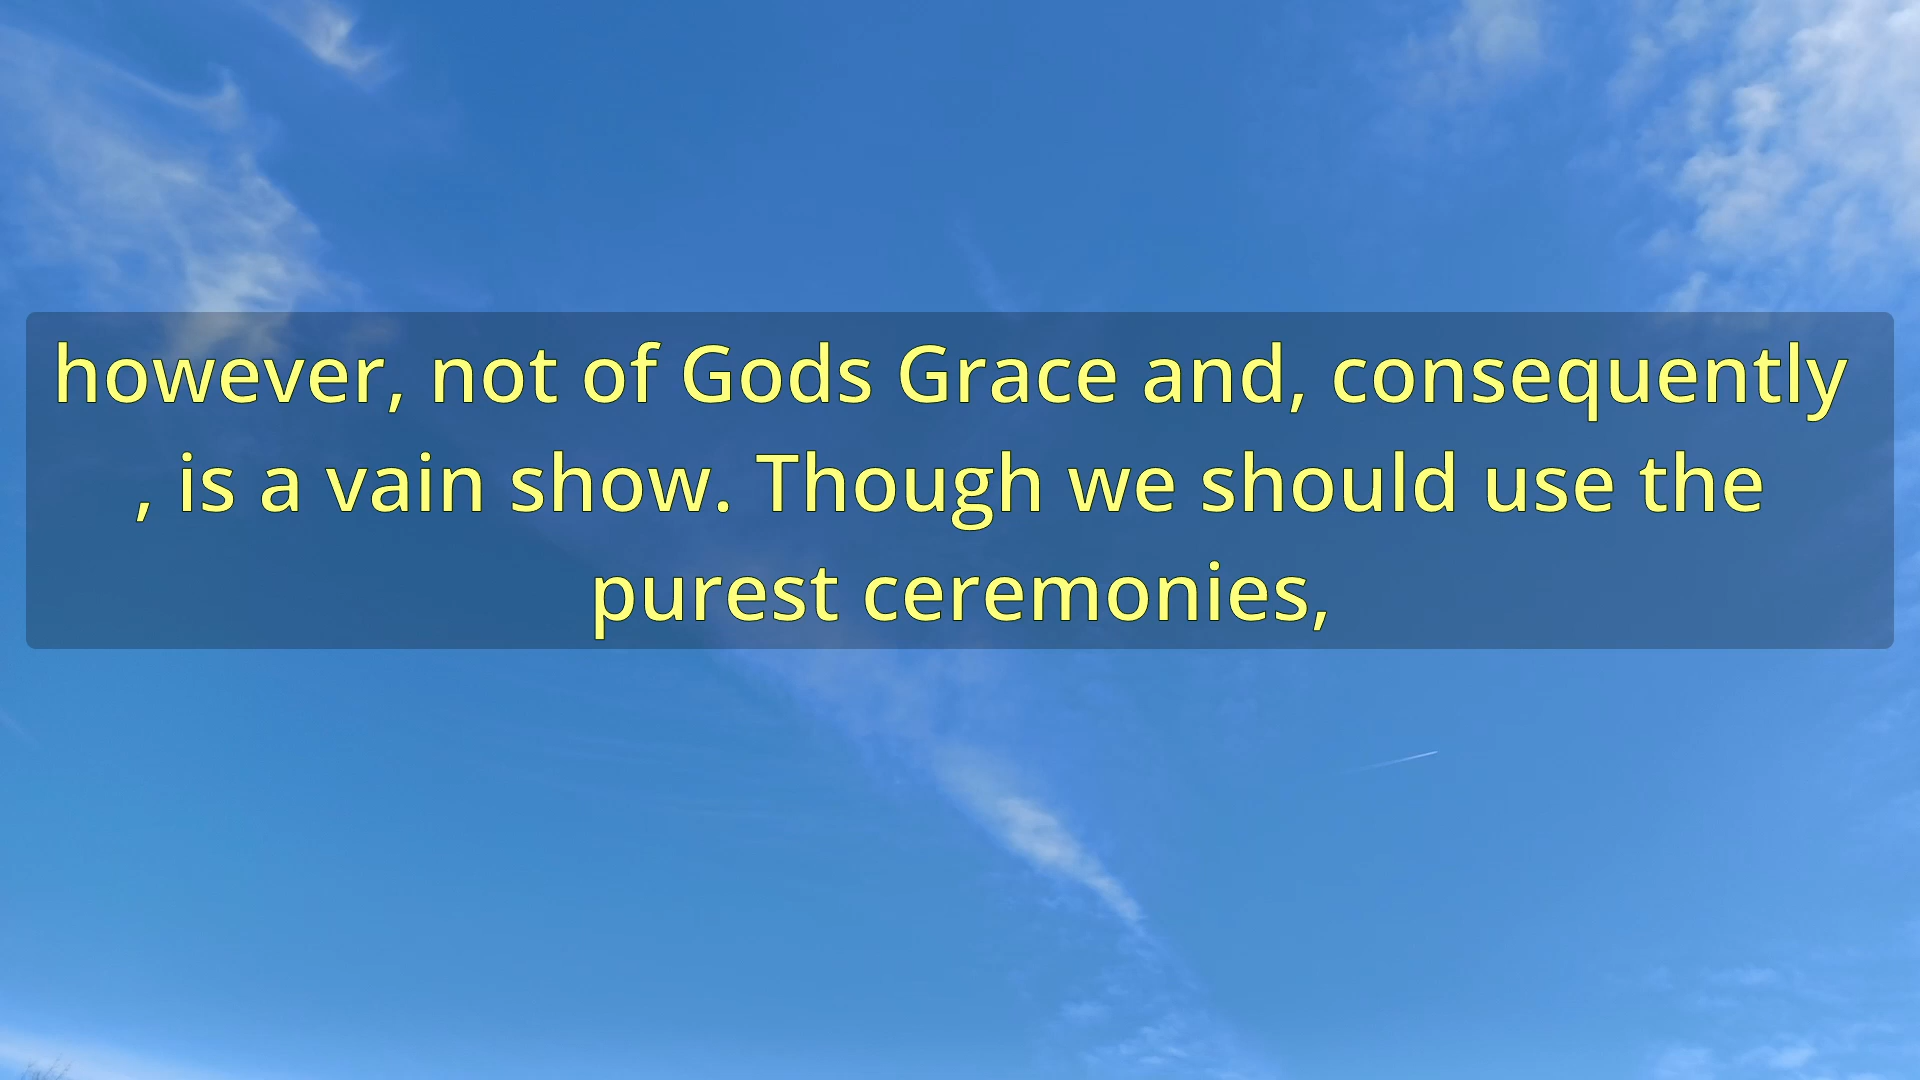 however, not of Gods Grace and, consequently
, is a vain show. Though we should use the
purest ceremonies,